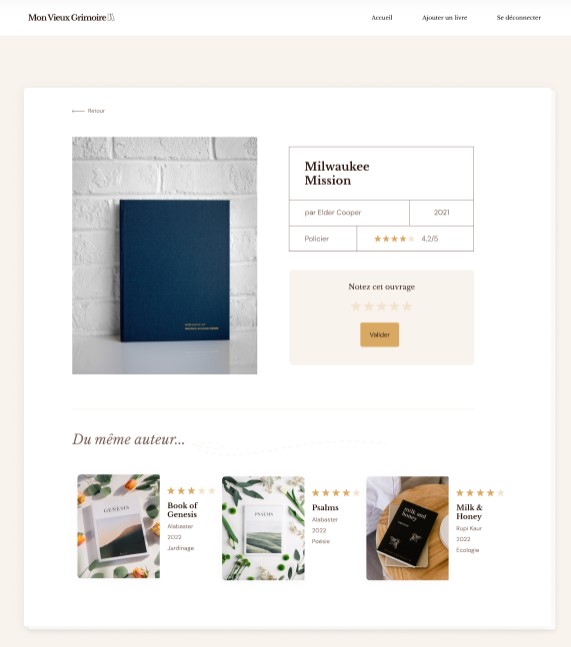 Mon Vieux Grimoire
Accueil
Ajouter un livre
Se déconnecter
Retour
Milwaukee
Mission
par Elder Cooper
2021
Policier
4,2/5
Notez cet ouvrage
Valider
Du même auteur...
GENESIS
Book of
Genesis
Alabaster
2022
Jardinage
PSALMS
Psalms
Alabaster
2022
Poésie
milk and
honey
Milk &
Honey
Rupi Kaur
2022
Écologie